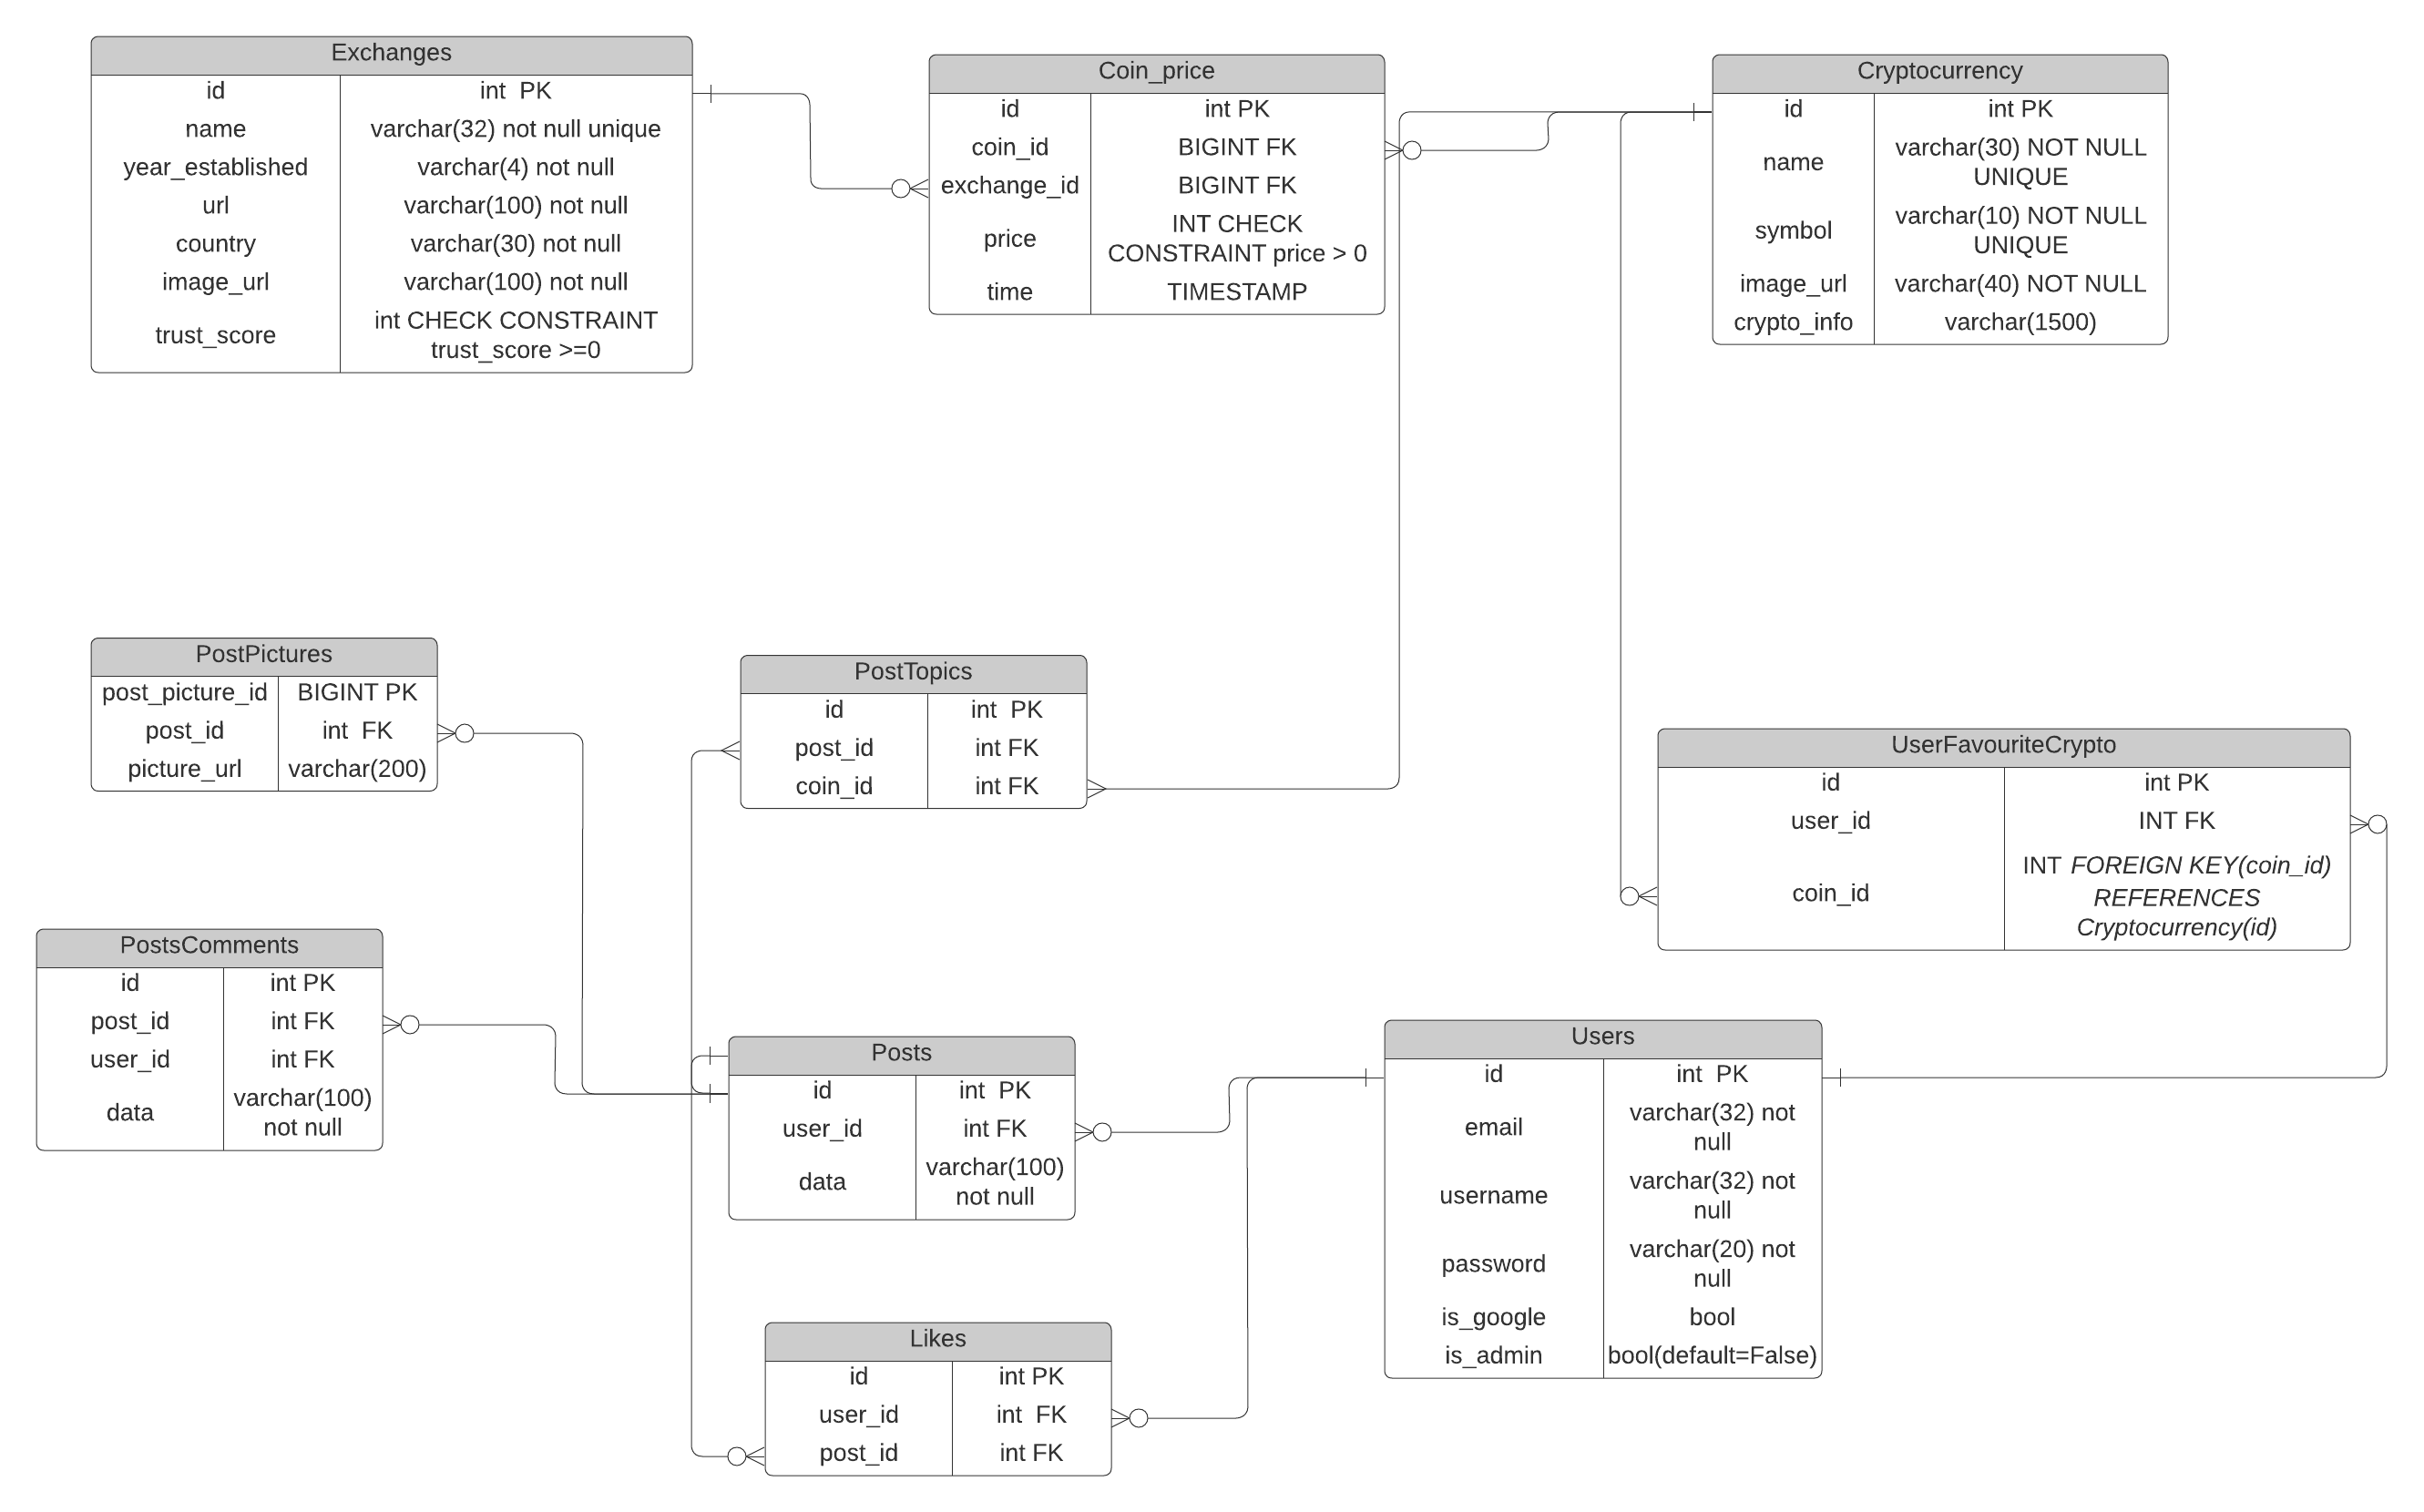 Exchanges
id int PK
name varchar(32) not null unique
year_established varchar(4) not null
url varchar(100) not null
country varchar(30) not null
image_url varchar(100) not null
trust_score int CHECK CONSTRAINT
trust_score >=0
Coin_price
id int PK
coin_id BIGINT FK
exchange_id BIGINT FK
price INT CHECK
CONSTRAINT price > 0
time TIMESTAMP
Cryptocurrency
id int PK
name varchar(30) NOT NULL
UNIQUE
symbol varchar(10) NOT NULL
UNIQUE
image_url varchar(40) NOT NULL
crypto_info varchar(1500)
PostPictures
post_picture_id BIGINT PK
post_id int FK
picture_url varchar(200)
PostTopics
id int PK
post_id int FK
coin_id int FK
UserFavouriteCrypto
id int PK
user_id INT FK
coin_id INT FOREIGN KEY(coin_id)
REFERENCES
Cryptocurrency(id)
PostsComments
id int PK
post_id int FK
user_id int FK
data varchar(100)
not null
Posts
id int PK
user_id int FK
data varchar(100)
not null
Users
id int PK
email varchar(32) not
null
username varchar(32) not
null
password varchar(20) not
null
is_google bool
is_admin bool(default=False)
Likes
id int PK
user_id int FK
post_id int FK